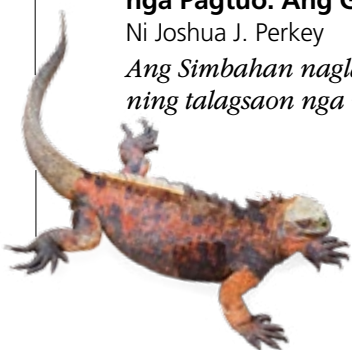 nga Pagtuo: Ang G
Ni Joshua J. Perkey
Ang Simbahan nagla
ning talagsaon nga